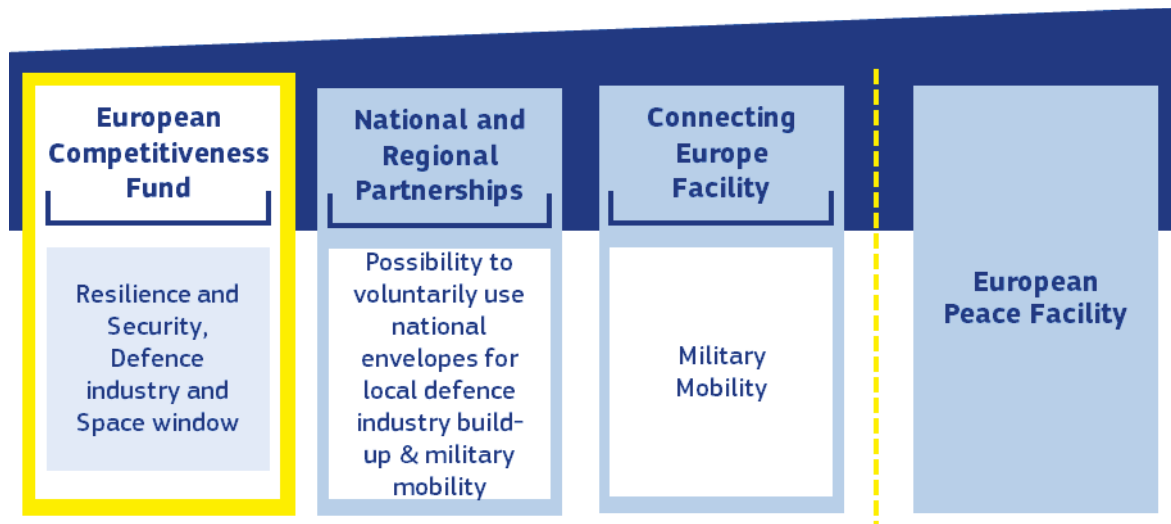 European
Competitiveness
Fund
Resilience and
Security,
Defence
industry and
Space window
National and
Regional
Partnerships
Possibility to
voluntarily use
national
envelopes for
local defence
industry build-
up & military
mobility
Connecting
Europe
Facility
Military
Mobility
European
Peace Facility